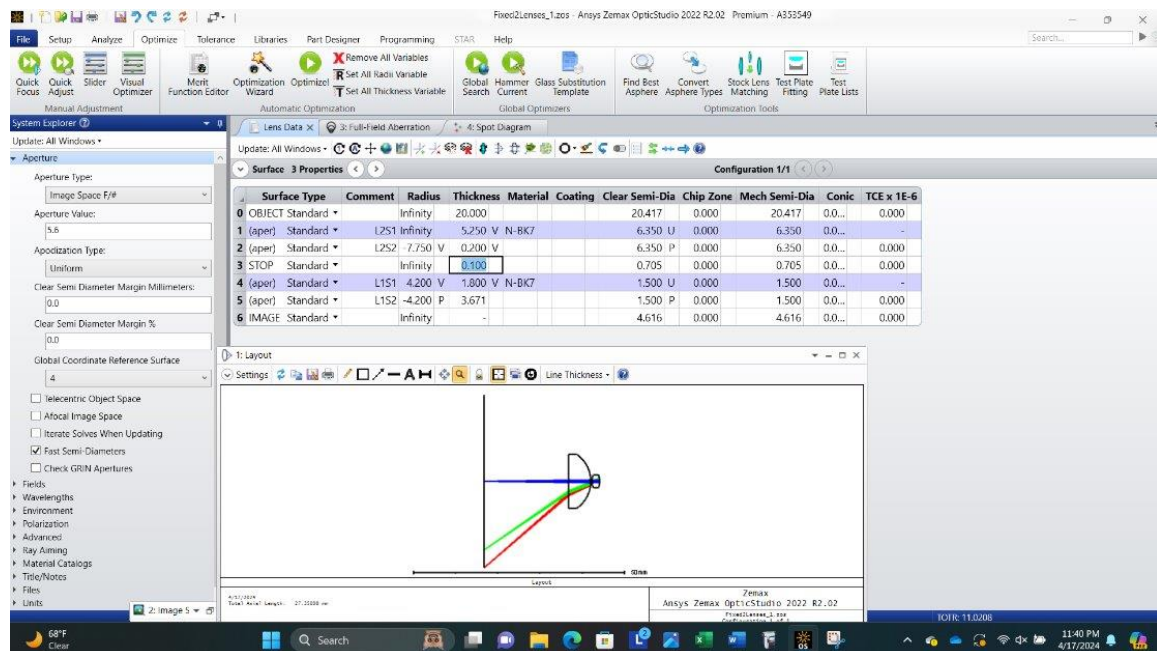 Fixed2Lenses_1.zos - Ansys Zemax OpticStudio 2022 R2.02 Premium - A353549
File Setup Analyze Optimize Tolerance Libraries Part Designer Programming STAR Help Search...
Quick Focus Quick Adjust Slider Visual Optimizer Merit Function Editor Optimization Wizard Optimize! Remove All Variables Global Search Hammer Current Glass Substitution Template Find Best Asphere Convert Asphere Types Stock Lens Matching Test Plate Fitting Test Plate Lists
Set All Radii Variable
Set All Thickness Variable
Manual Adjustment Automatic Optimization Global Optimizers Optimization Tools
System Explorer
Update: All Windows
Aperture
Aperture Type:
Image Space F/#
Aperture Value:
5.6
Apodization Type:
Uniform
Clear Semi Diameter Margin Millimeters:
0.0
Clear Semi Diameter Margin %
0.0
Global Coordinate Reference Surface
4
Telecentric Object Space
Afocal Image Space
Iterate Solves When Updating
Fast Semi-Diameters
Check GRIN Apertures
Fields
Wavelengths
Environment
Polarization
Advanced
Ray Aiming
Material Catalogs
Title/Notes
Files
Units
2: Image S
Lens Data 3: Full-Field Aberration 4: Spot Diagram
Update: All Windows
Surface 3 Properties Configuration 1/1
Surface Type Comment Radius Thickness Material Coating Clear Semi-Dia Chip Zone Mech Semi-Dia Conic TCE x 1E-6
0 OBJECT Standard Infinity 20.000 20.417 0.000 20.417 0.0... 0.000
1 (aper) Standard L2S1 Infinity 5.250 V N-BK7 6.350 U 0.000 6.350 0.0... -
2 (aper) Standard L2S2 -7.750 V 0.200 V 6.350 P 0.000 6.350 0.0... 0.000
3 STOP Standard Infinity 0.100 0.705 0.000 0.705 0.0... 0.000
4 (aper) Standard L1S1 4.200 V 1.800 V N-BK7 1.500 U 0.000 1.500 0.0... -
5 (aper) Standard L1S2 -4.200 P 3.671 1.500 P 0.000 1.500 0.0... 0.000
6 IMAGE Standard Infinity - 4.616 0.000 4.616 0.0... 0.000
1: Layout
Settings Line Thickness
Layout
4/17/2024
Total Axial Length:
Zemax
Ansys Zemax OpticStudio 2022 R2.02
Fixed2Lenses_1.zos
Configuration 1 of 1
TOTR: 11.0208
68°F
Clear
Search
11:40 PM
4/17/2024